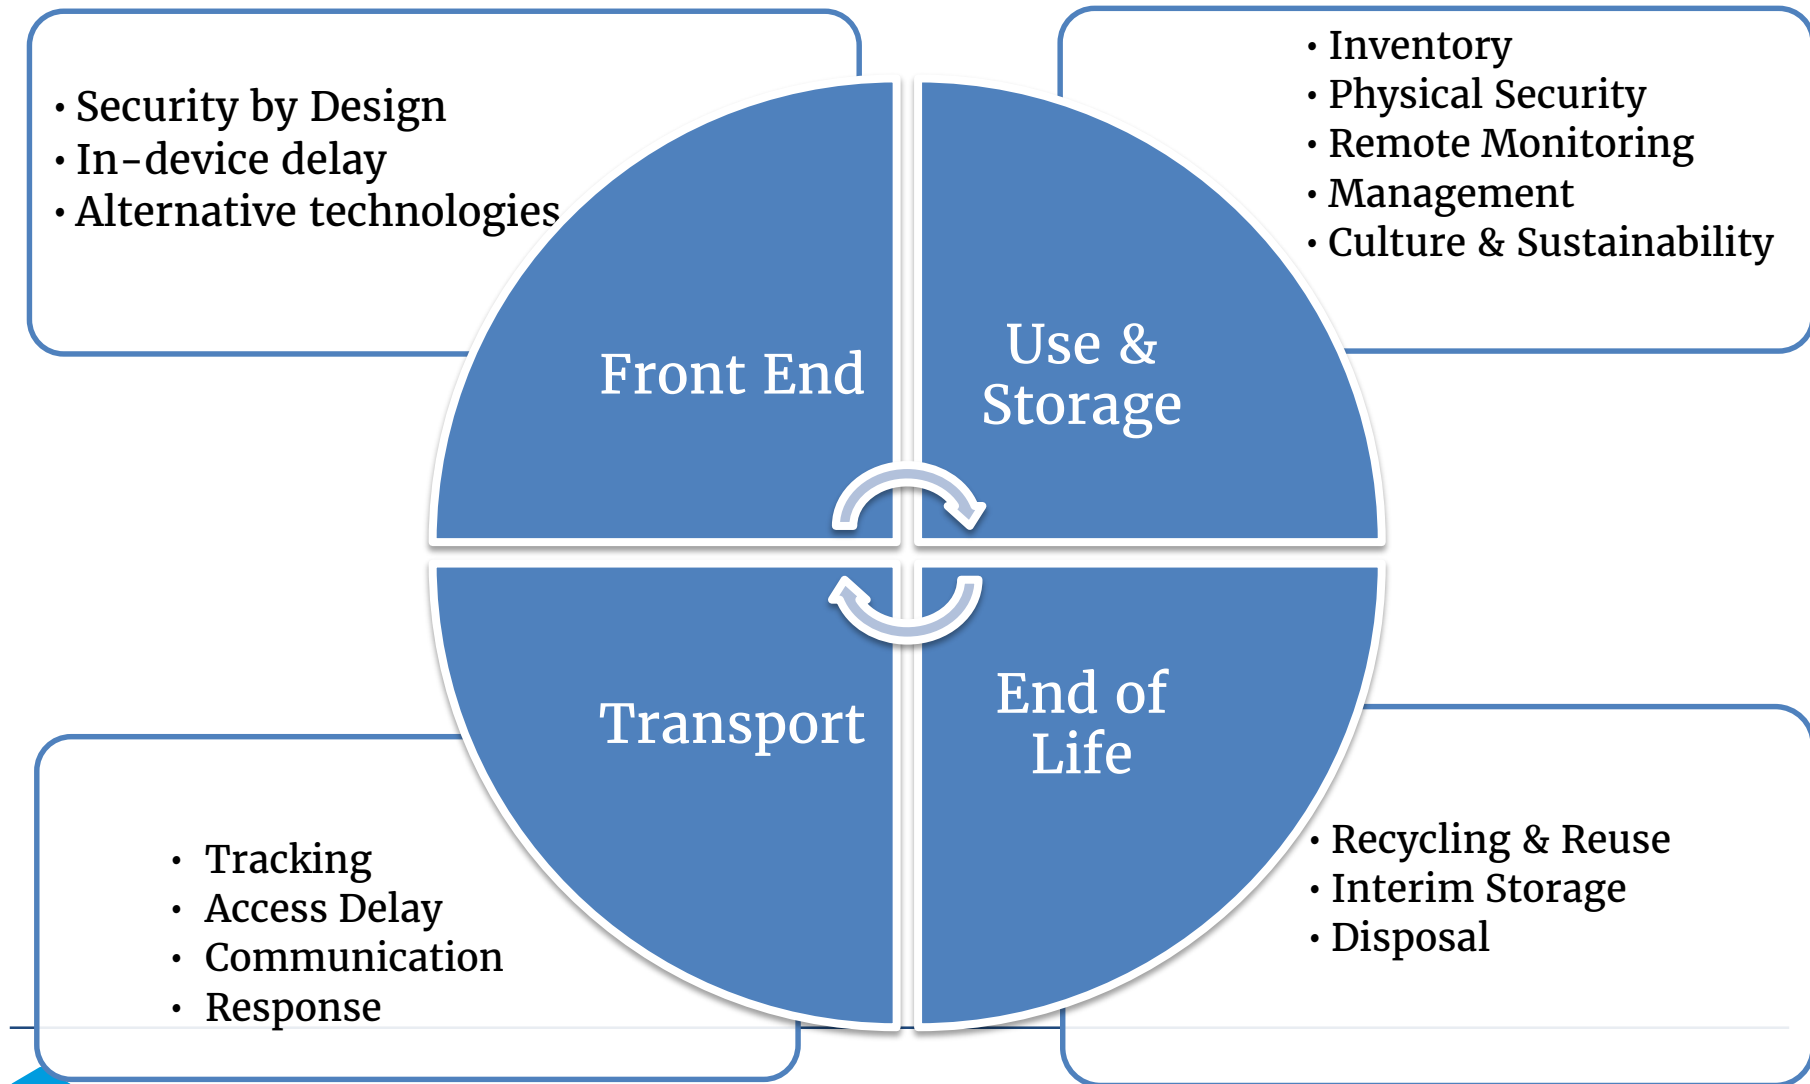 • Security by Design
• In-device delay
• Alternative technologies
• Inventory
• Physical Security
• Remote Monitoring
• Management
• Culture & Sustainability
Front End
Use &
Storage
Transport
End of
Life
• Tracking
• Access Delay
• Communication
• Response
• Recycling & Reuse
• Interim Storage
• Disposal